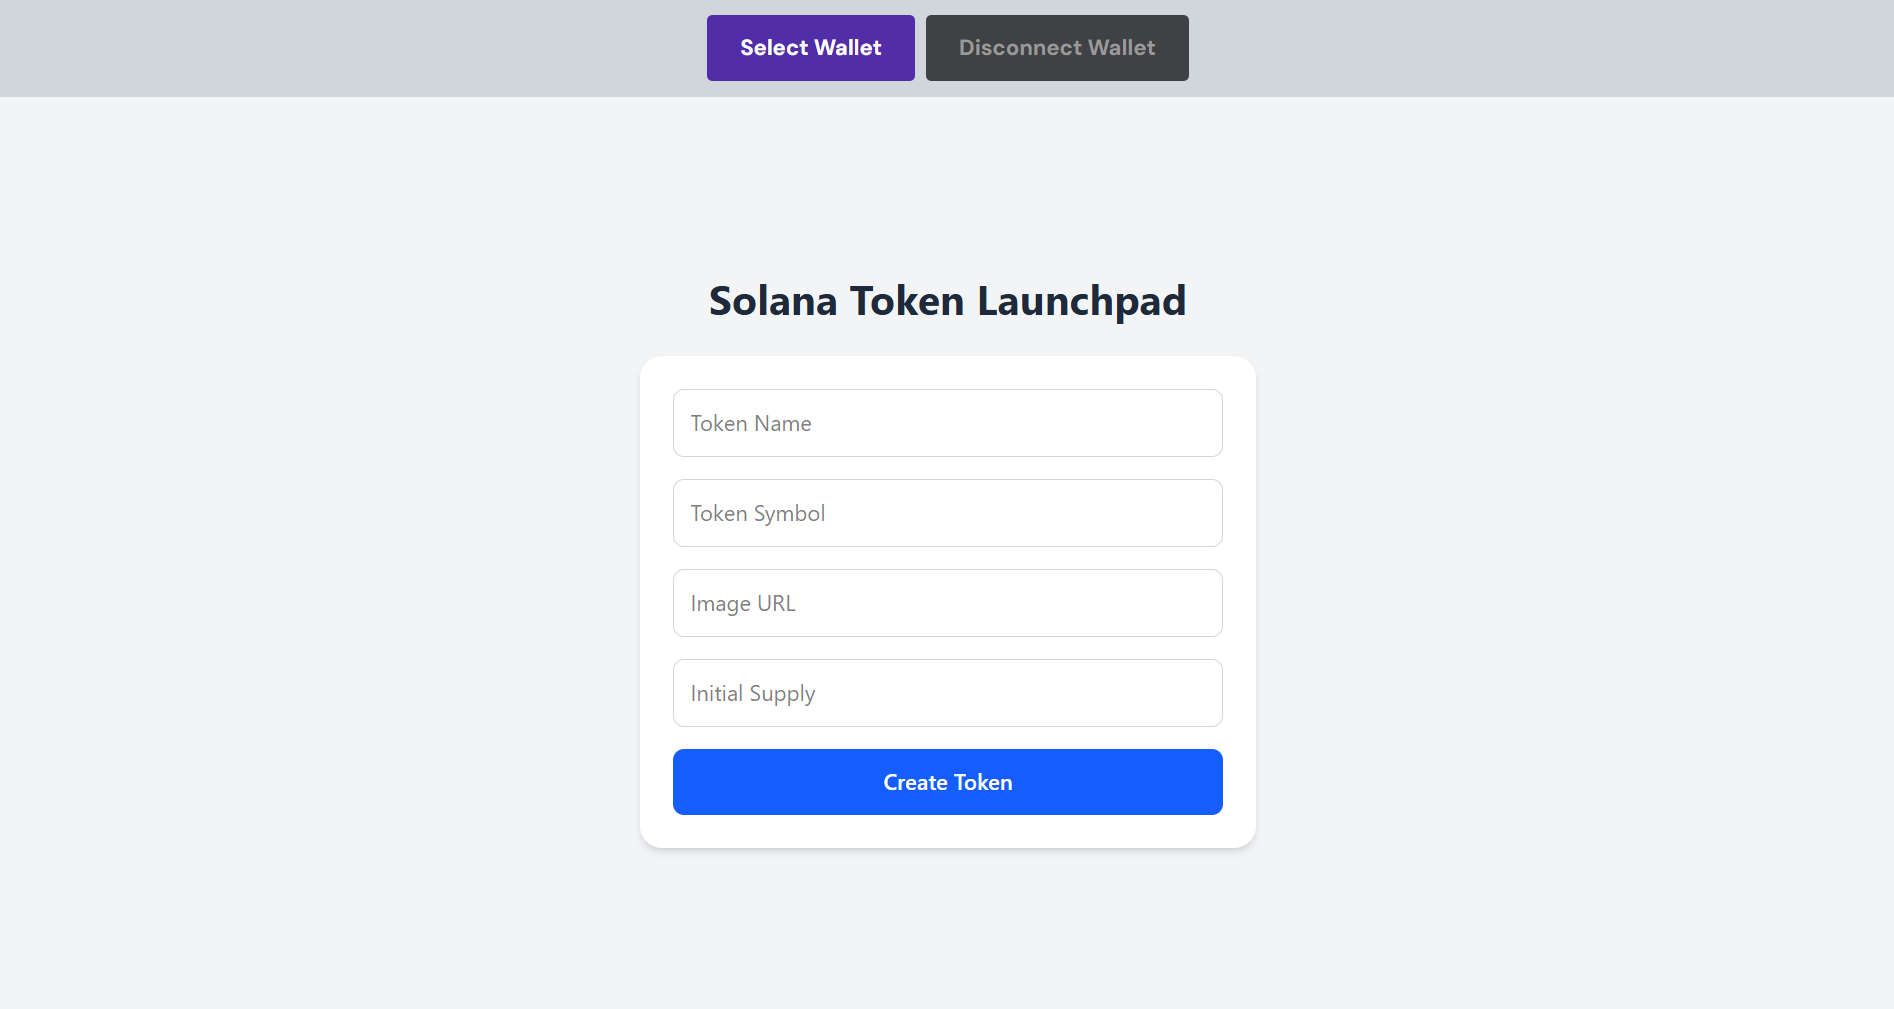 Select Wallet
Disconnect Wallet
Solana Token Launchpad
Token Name
Token Symbol
Image URL
Initial Supply
Create Token